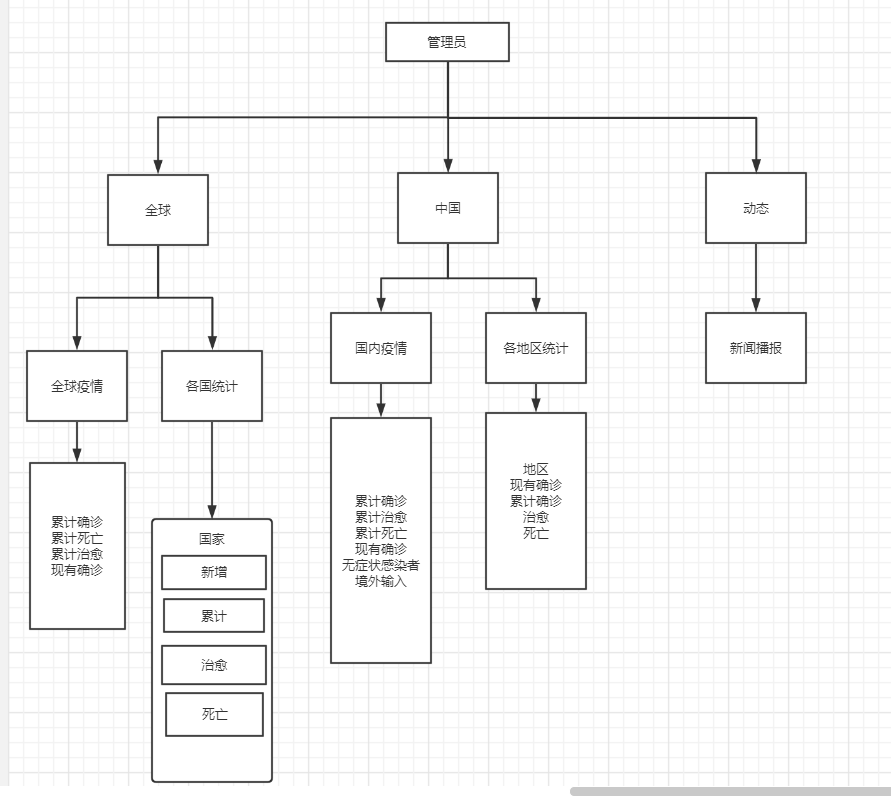 管理员
全球
中国
动态
全球疫情
各国统计
国内疫情
各地区统计
新闻播报
累计确诊
累计死亡
累计治愈
现有确诊
国家
新增
累计
治愈
死亡
累计确诊
累计治愈
累计死亡
现有确诊
无症状感染者
境外输入
地区
现有确诊
累计确诊
治愈
死亡